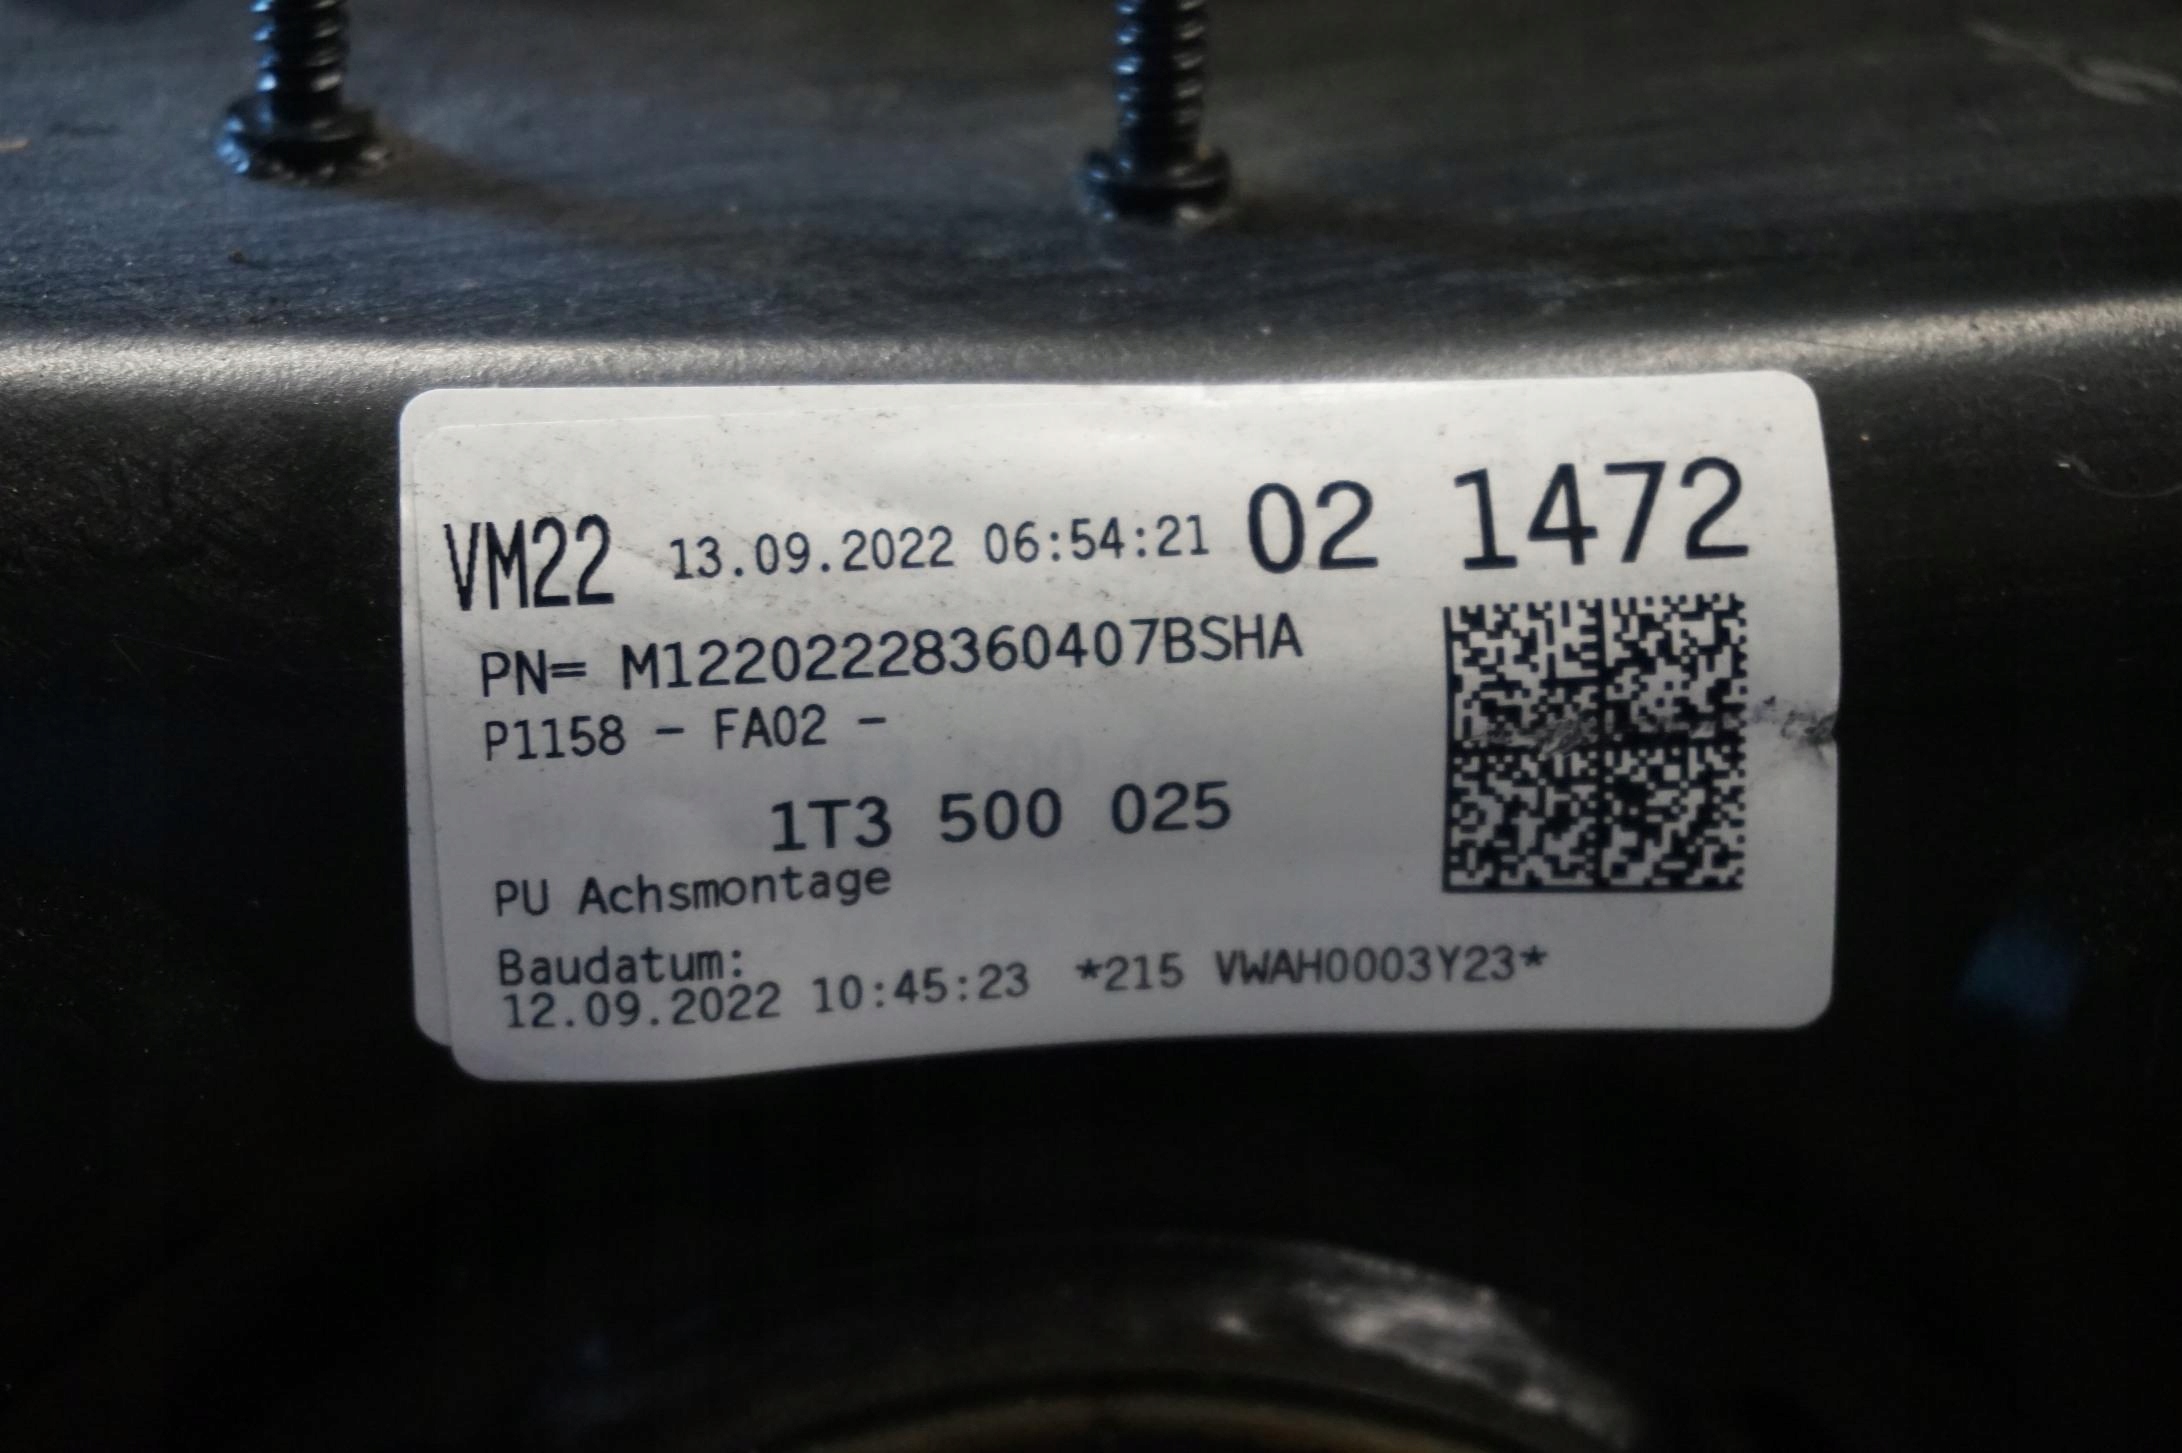 VM22 13.09.2022 06:54:21 02 1472
PN= M12202228360407BSHA
P1158 - FA02 -
1T3 500 025
PU Achsmontage
Baudatum:
12.09.2022 10:45:23 *215 VWAH0003Y23*